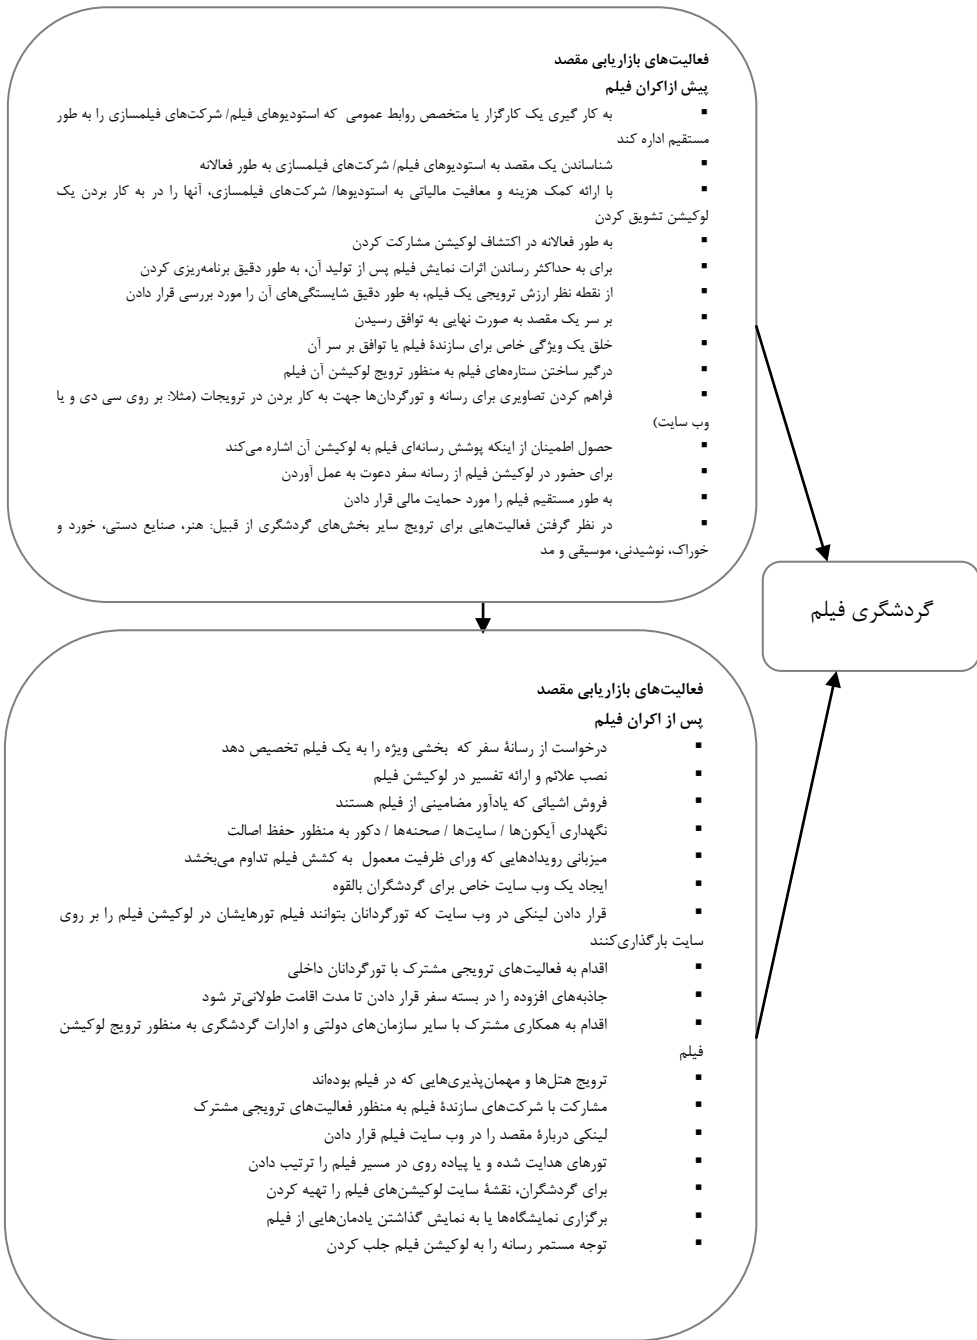 فعالیت‌های بازاریابی مقصد
پیش ازاکران فیلم
▪ به کار گیری یک کارگزار یا متخصص روابط عمومی که استودیوهای فیلم/ شرکت‌های فیلمسازی را به طور
مستقیم اداره کند
▪ شناساندن یک مقصد به استودیوهای فیلم/ شرکت‌های فیلمسازی به طور فعالانه
▪ با ارائه کمک هزینه و معافیت مالیاتی به استودیوها/ شرکت‌های فیلمسازی، آنها را در به کار بردن یک
لوکیشن تشویق کردن
▪ به طور فعالانه در اکتشاف لوکیشن مشارکت کردن
▪ برای به حداکثر رساندن اثرات نمایش فیلم پس از تولید آن، به طور دقیق برنامه‌ریزی کردن
▪ از نقطه نظر ارزش ترویجی یک فیلم، به طور دقیق شایستگی‌های آن را مورد بررسی قرار دادن
▪ بر سر یک مقصد به صورت نهایی به توافق رسیدن
▪ خلق یک ویژگی خاص برای سازندۀ فیلم یا توافق بر سر آن
▪ درگیر ساختن ستاره‌های فیلم به منظور ترویج لوکیشن آن فیلم
▪ فراهم کردن تصاویری برای رسانه و تورگردان‌ها جهت به کار بردن در ترویجات (مثلا: بر روی سی دی و یا
وب سایت)
▪ حصول اطمینان از اینکه پوشش رسانه‌ای فیلم به لوکیشن آن اشاره می‌کند
▪ برای حضور در لوکیشن فیلم از رسانه سفر دعوت به عمل آوردن
▪ به طور مستقیم فیلم را مورد حمایت مالی قرار دادن
▪ در نظر گرفتن فعالیت‌هایی برای ترویج سایر بخش‌های گردشگری از قبیل: هنر، صنایع دستی، خورد و
خوراک، نوشیدنی، موسیقی و مد
گردشگری فیلم
فعالیت‌های بازاریابی مقصد
پس از اکران فیلم
▪ درخواست از رسانۀ سفر که بخشی ویژه را به یک فیلم تخصیص دهد
▪ نصب علائم و ارائه تفسیر در لوکیشن فیلم
▪ فروش اشیائی که یادآور مضامینی از فیلم هستند
▪ نگهداری آیکون‌ها / سایت‌ها / صحنه‌ها / دکور به منظور حفظ اصالت
▪ میزبانی رویدادهایی که ورای ظرفیت معمول به کشش فیلم تداوم می‌بخشد
▪ ایجاد یک وب سایت خاص برای گردشگران بالقوه
▪ قرار دادن لینکی در وب سایت که تورگردانان بتوانند فیلم تورهایشان در لوکیشن فیلم را بر روی
سایت بارگذاری‌کنند
▪ اقدام به فعالیت‌های ترویجی مشترک با تورگردانان داخلی
▪ جاذبه‌های افزوده را در بسته سفر قرار دادن تا مدت اقامت طولانی‌تر شود
▪ اقدام به همکاری مشترک با سایر سازمان‌های دولتی و ادارات گردشگری به منظور ترویج لوکیشن
فیلم
▪ ترویج هتل‌ها و مهمان‌پذیری‌هایی که در فیلم بوده‌اند
▪ مشارکت با شرکت‌های سازندۀ فیلم به منظور فعالیت‌های ترویجی مشترک
▪ لینکی دربارۀ مقصد را در وب سایت فیلم قرار دادن
▪ تورهای هدایت شده و یا پیاده روی در مسیر فیلم را ترتیب دادن
▪ برای گردشگران، نقشۀ سایت لوکیشن‌های فیلم را تهیه کردن
▪ برگزاری نمایشگاه‌ها یا به نمایش گذاشتن یادمان‌هایی از فیلم
▪ توجه مستمر رسانه را به لوکیشن فیلم جلب کردن